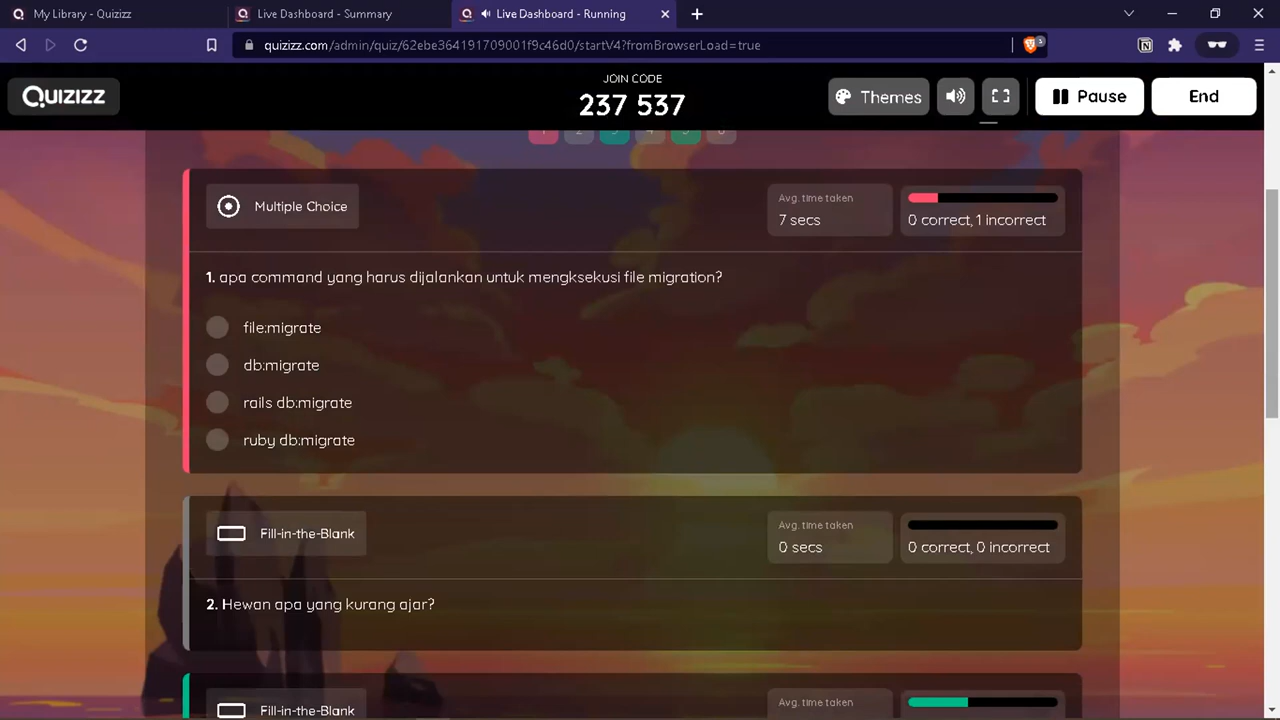 My Library - Quizizz
Live Dashboard - Summary
Live Dashboard - Running
quizizz.com/admin/quiz/62ebe364191709001f9c46d0/startV4?fromBrowserLoad=true
3
QUIZIZZ
JOIN CODE
237 537
Themes
Pause
End
Multiple Choice
Avg. time taken
7 secs
0 correct, 1 incorrect
1. apa command yang harus dijalankan untuk mengksekusi file migration?
file:migrate
db:migrate
rails db:migrate
ruby db:migrate
Fill-in-the-Blank
Avg. time taken
0 secs
0 correct, 0 incorrect
2. Hewan apa yang kurang ajar?
Fill-in-the-Blank
Avg. time taken